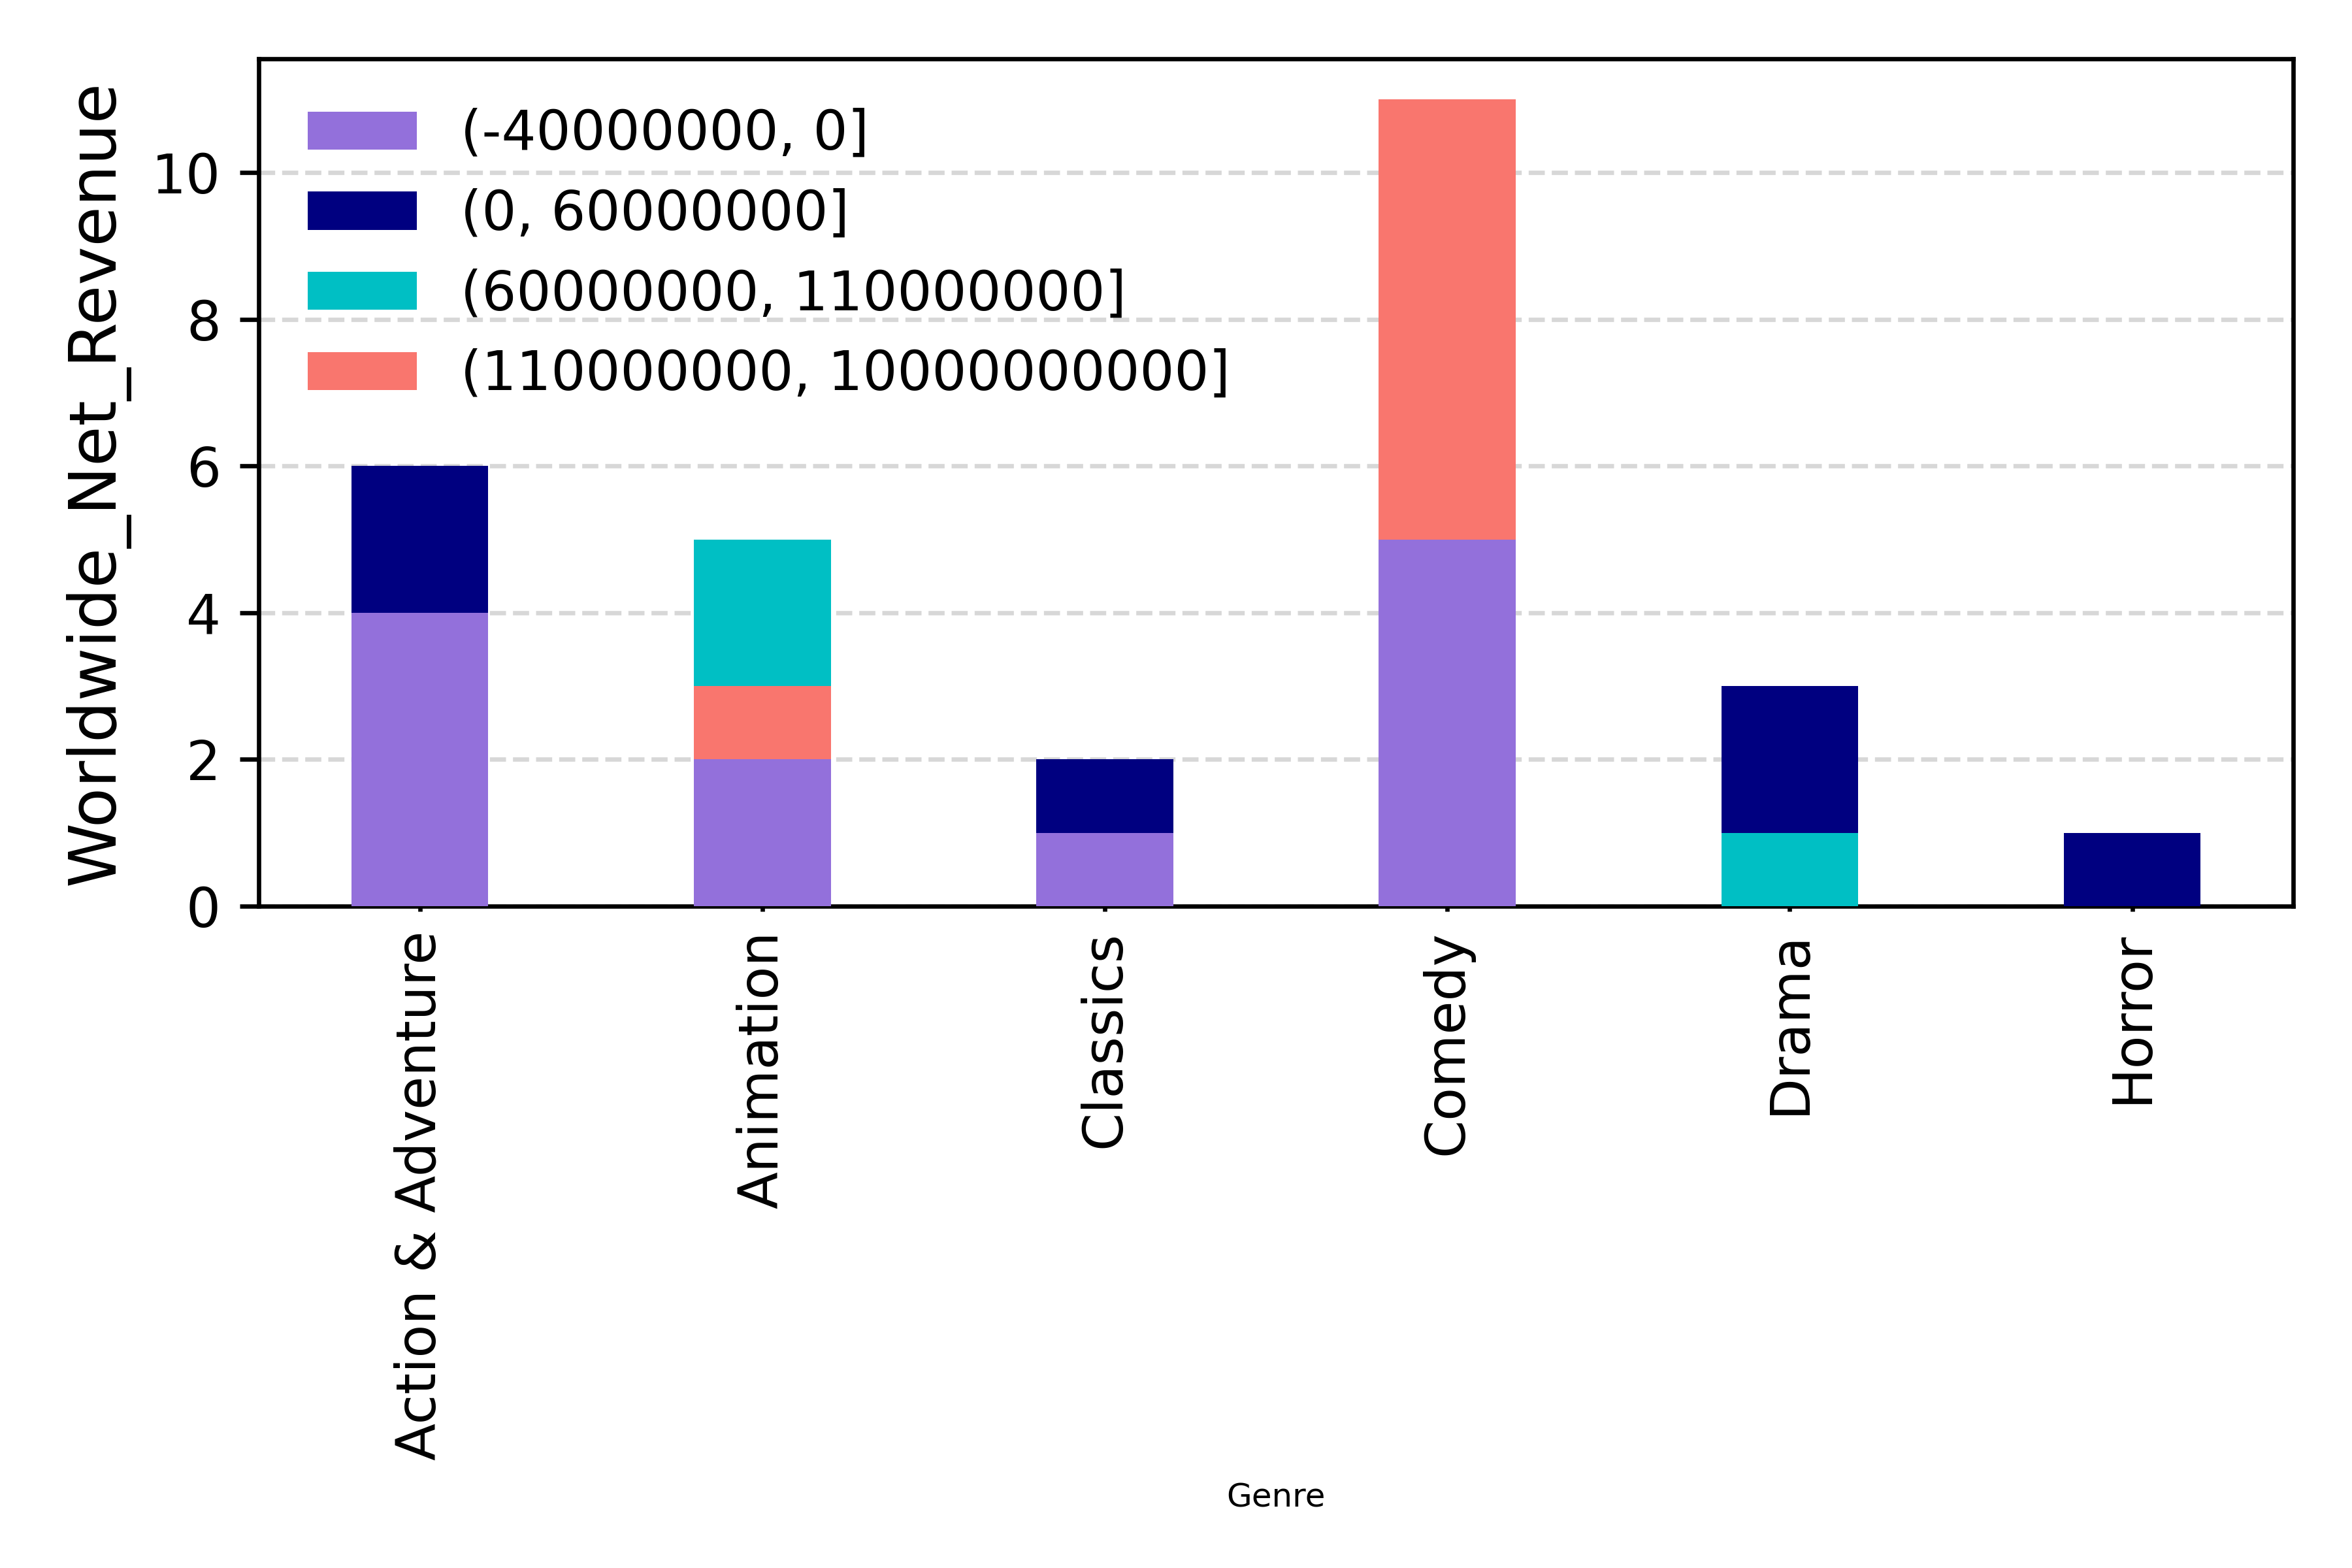 Worldwide_Net_Revenue
(-40000000, 0]
(0, 60000000]
(60000000, 110000000]
(110000000, 10000000000]
10
8
6
4
2
0
Action & Adventure
Animation
Classics
Comedy
Drama
Horror
Genre